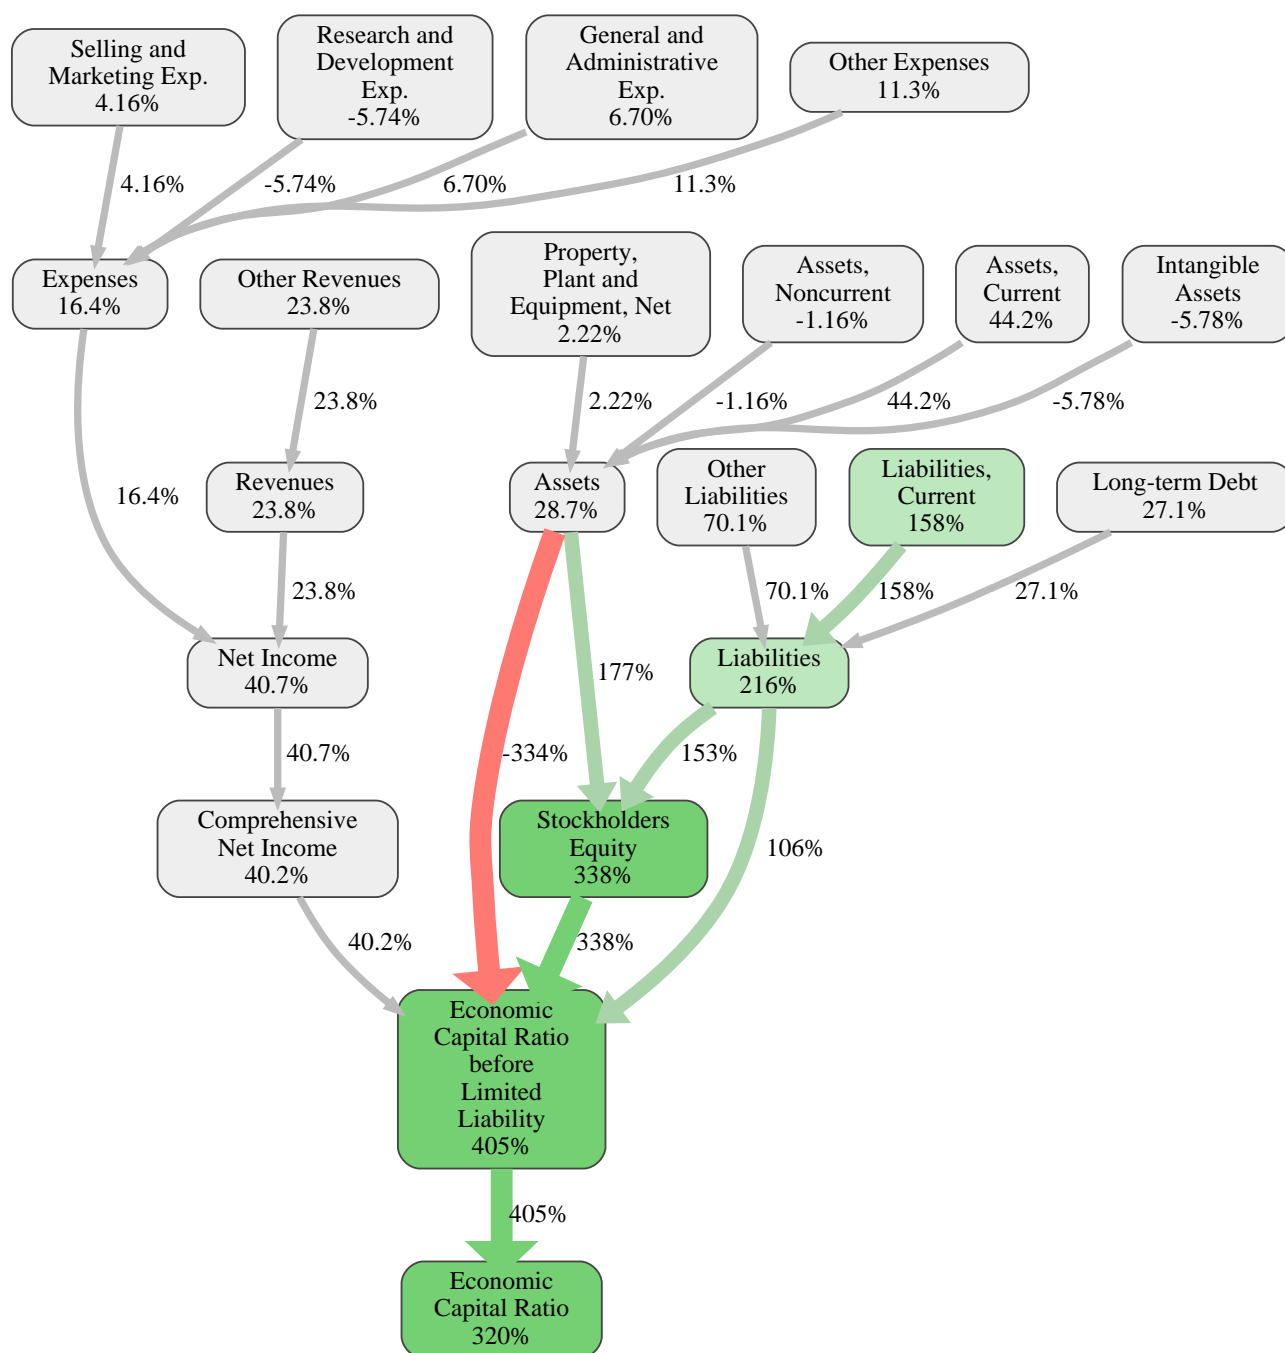 Selling and
Marketing Exp.
4.16%
Research and
Development
Exp.
-5.74%
General and
Administrative
Exp.
6.70%
Other Expenses
11.3%
4.16%
-5.74%
6.70%
11.3%
Expenses
16.4%
Other Revenues
23.8%
Property,
Plant and
Equipment, Net
2.22%
Assets,
Noncurrent
-1.16%
Assets,
Current
44.2%
Intangible
Assets
-5.78%
23.8%
2.22%
-1.16%
44.2%
-5.78%
16.4%
Revenues
23.8%
Assets
28.7%
Other
Liabilities
70.1%
Liabilities,
Current
158%
Long-term Debt
27.1%
23.8%
70.1%
158%
27.1%
Net Income
40.7%
177%
Liabilities
216%
40.7%
-334%
153%
Comprehensive
Net Income
40.2%
Stockholders
Equity
338%
106%
40.2%
338%
Economic
Capital Ratio
before
Limited
Liability
405%
405%
Economic
Capital Ratio
320%